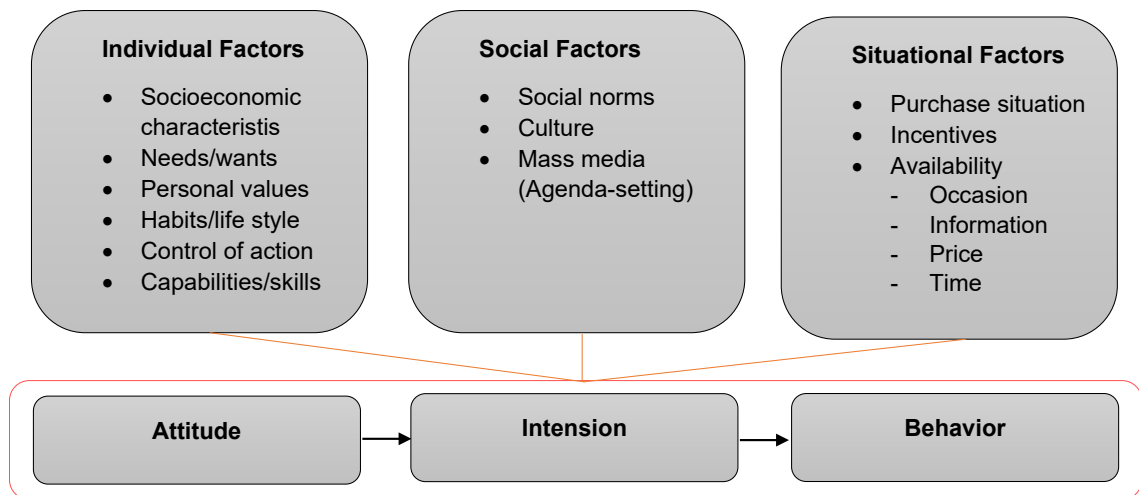 Individual Factors
• Socioeconomic
characteristis
• Needs/wants
• Personal values
• Habits/life style
• Control of action
• Capabilities/skills
Social Factors
• Social norms
• Culture
• Mass media
(Agenda-setting)
Situational Factors
• Purchase situation
• Incentives
• Availability
- Occasion
- Information
- Price
- Time
Attitude
Intension
Behavior